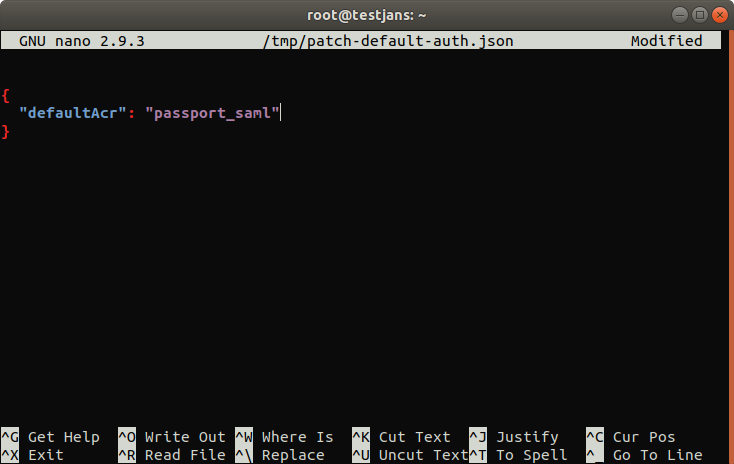 root@testjans: ~
GNU nano 2.9.3 /tmp/patch-default-auth.json Modified
{
"defaultAcr": "passport_saml"
}
^G Get Help ^O Write Out ^W Where Is ^K Cut Text ^J Justify ^C Cur Pos
^X Exit ^R Read File ^\ Replace ^U Uncut Text ^T To Spell ^_ Go To Line